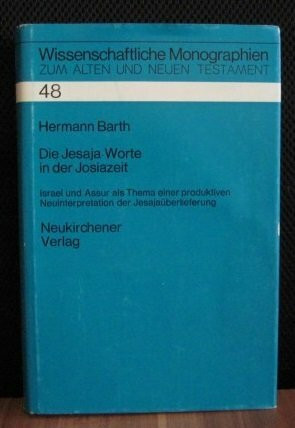 Wissenschaftliche Monographien
ZUM ALTEN UND NEUEN TESTAMENT
48
Hermann Barth
Die Jesaja-Worte
in der Josiazeit
Israel und Assur als Thema einer produktiven
Neuinterpretation der Jesajaüberlieferung
Neukirchener
Verlag